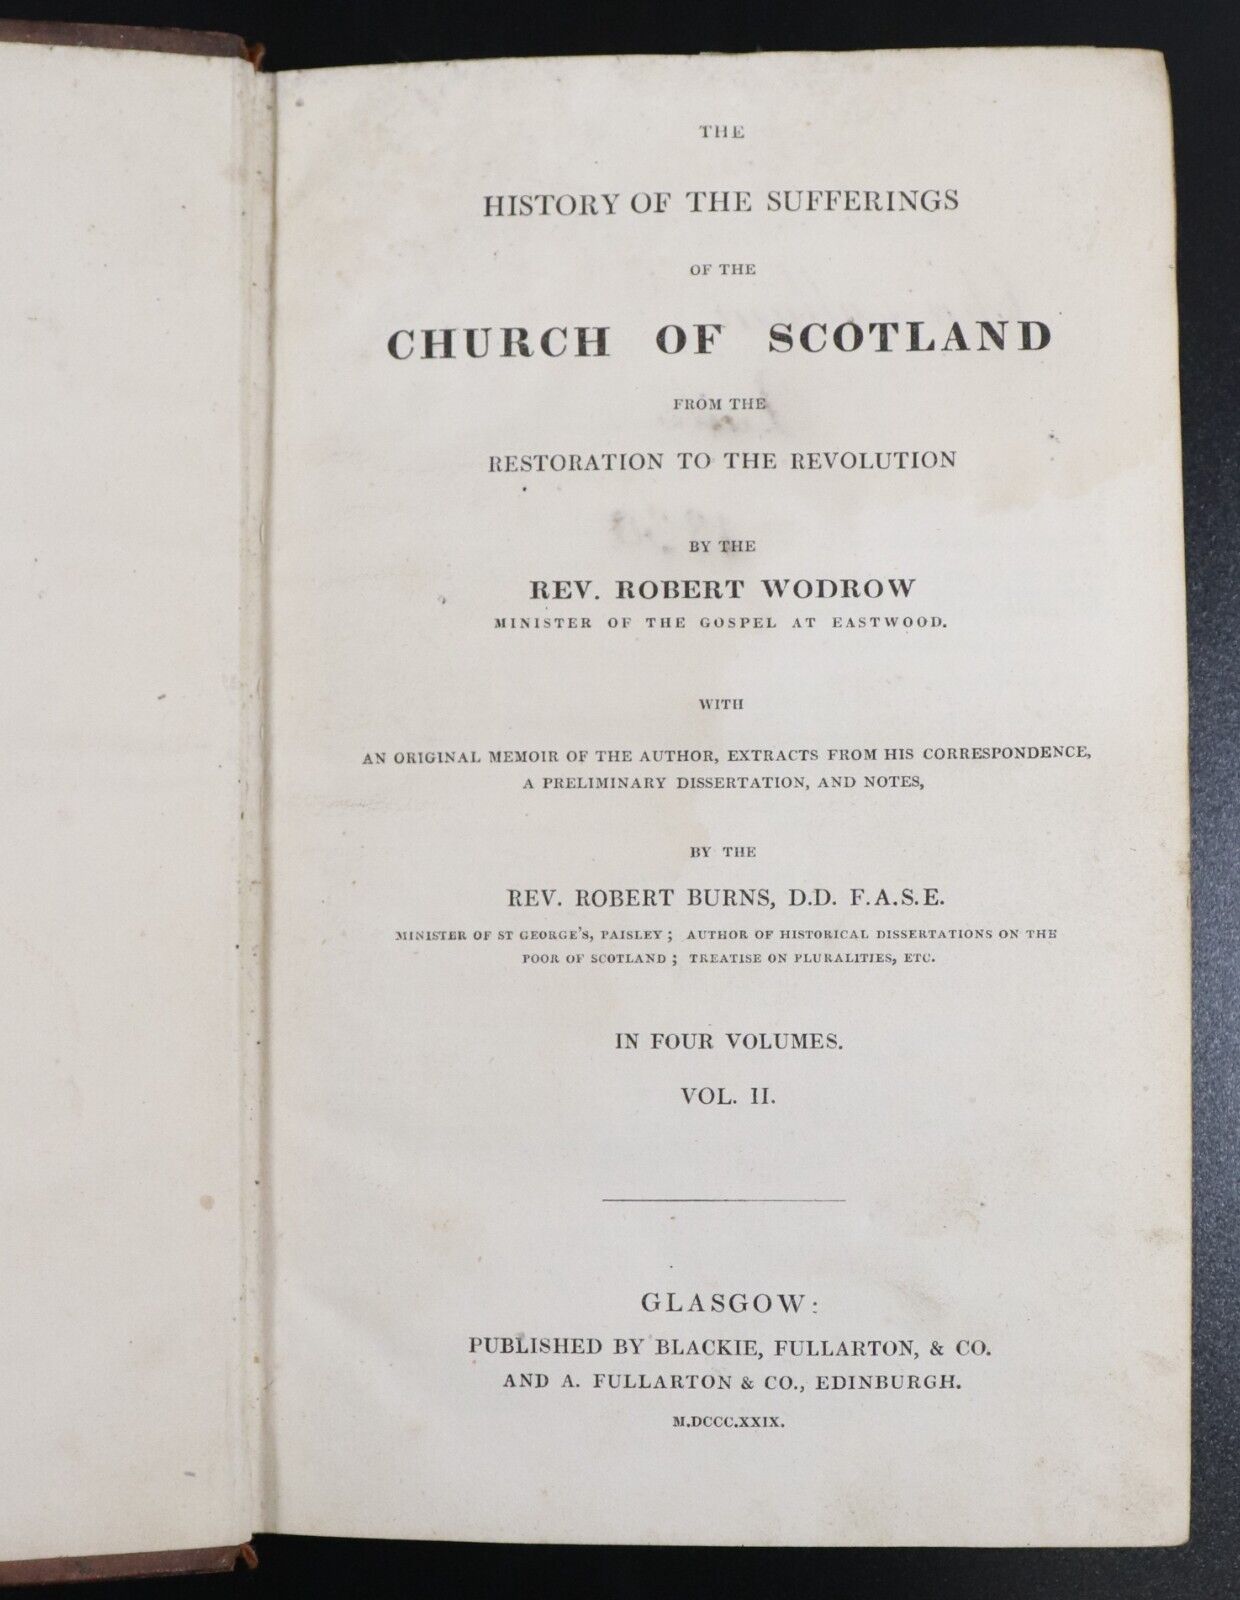 THE
HISTORY OF THE SUFFERINGS
OF THE
CHURCH OF SCOTLAND
FROM THE
RESTORATION TO THE REVOLUTION
BY THE
REV. ROBERT WODROW
MINISTER OF THE GOSPEL AT EASTWOOD.
WITH
AN ORIGINAL MEMOIR OF THE AUTHOR, EXTRACTS FROM HIS CORRESPONDENCE,
A PRELIMINARY DISSERTATION, AND NOTES,
BY THE
REV. ROBERT BURNS, D.D. F.A.S.E.
MINISTER OF ST GEORGE'S, PAISLEY; AUTHOR OF HISTORICAL DISSERTATIONS ON THE
POOR OF SCOTLAND; TREATISE ON PLURALITIES, ETC.
IN FOUR VOLUMES.
VOL. II.
GLASGOW:
PUBLISHED BY BLACKIE, FULLARTON, & CO.
AND A. FULLARTON & CO., EDINBURGH.
M.DCCC.XXIX.